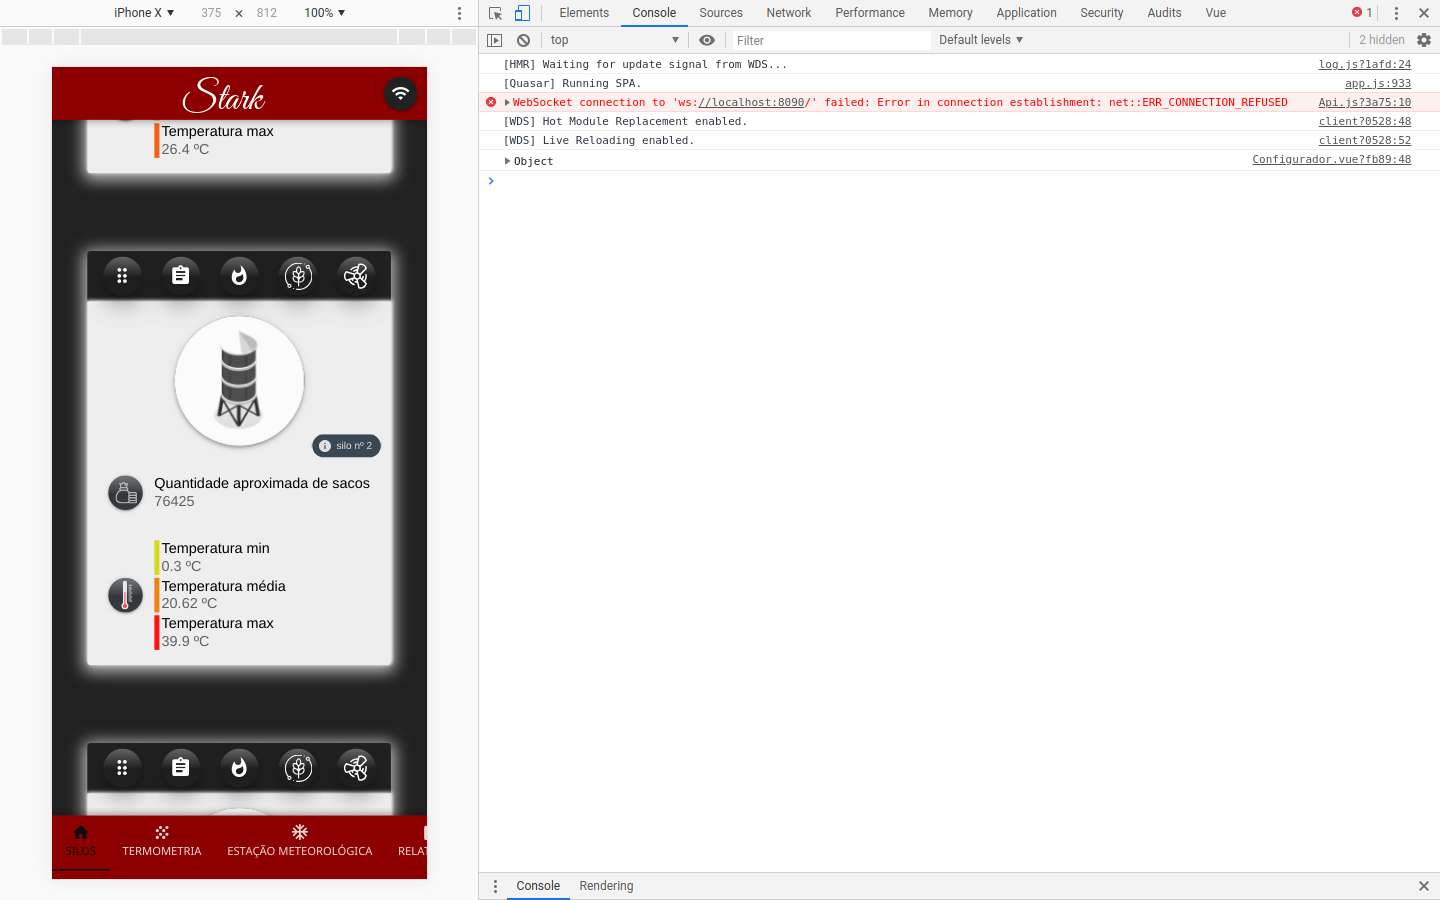 iPhone X ▼ 375 × 812 100% ▼
Stark
Temperatura max
26.4 ºC
silo nº 2
Quantidade aproximada de sacos
76425
Temperatura min
0.3 ºC
Temperatura média
20.62 ºC
Temperatura max
39.9 ºC
SILOS TERMOMETRIA ESTAÇÃO METEOROLÓGICA RELAT
Elements Console Sources Network Performance Memory Application Security Audits Vue 1
top ▼ Filter Default levels ▼ 2 hidden
[HMR] Waiting for update signal from WDS... log.js?1afd:24
[Quasar] Running SPA. app.js:933
WebSocket connection to 'ws://localhost:8090/' failed: Error in connection establishment: net::ERR_CONNECTION_REFUSED Api.js?3a75:10
[WDS] Hot Module Replacement enabled. client?0528:48
[WDS] Live Reloading enabled. client?0528:52
Object Configurador.vue?fb89:48
Console Rendering